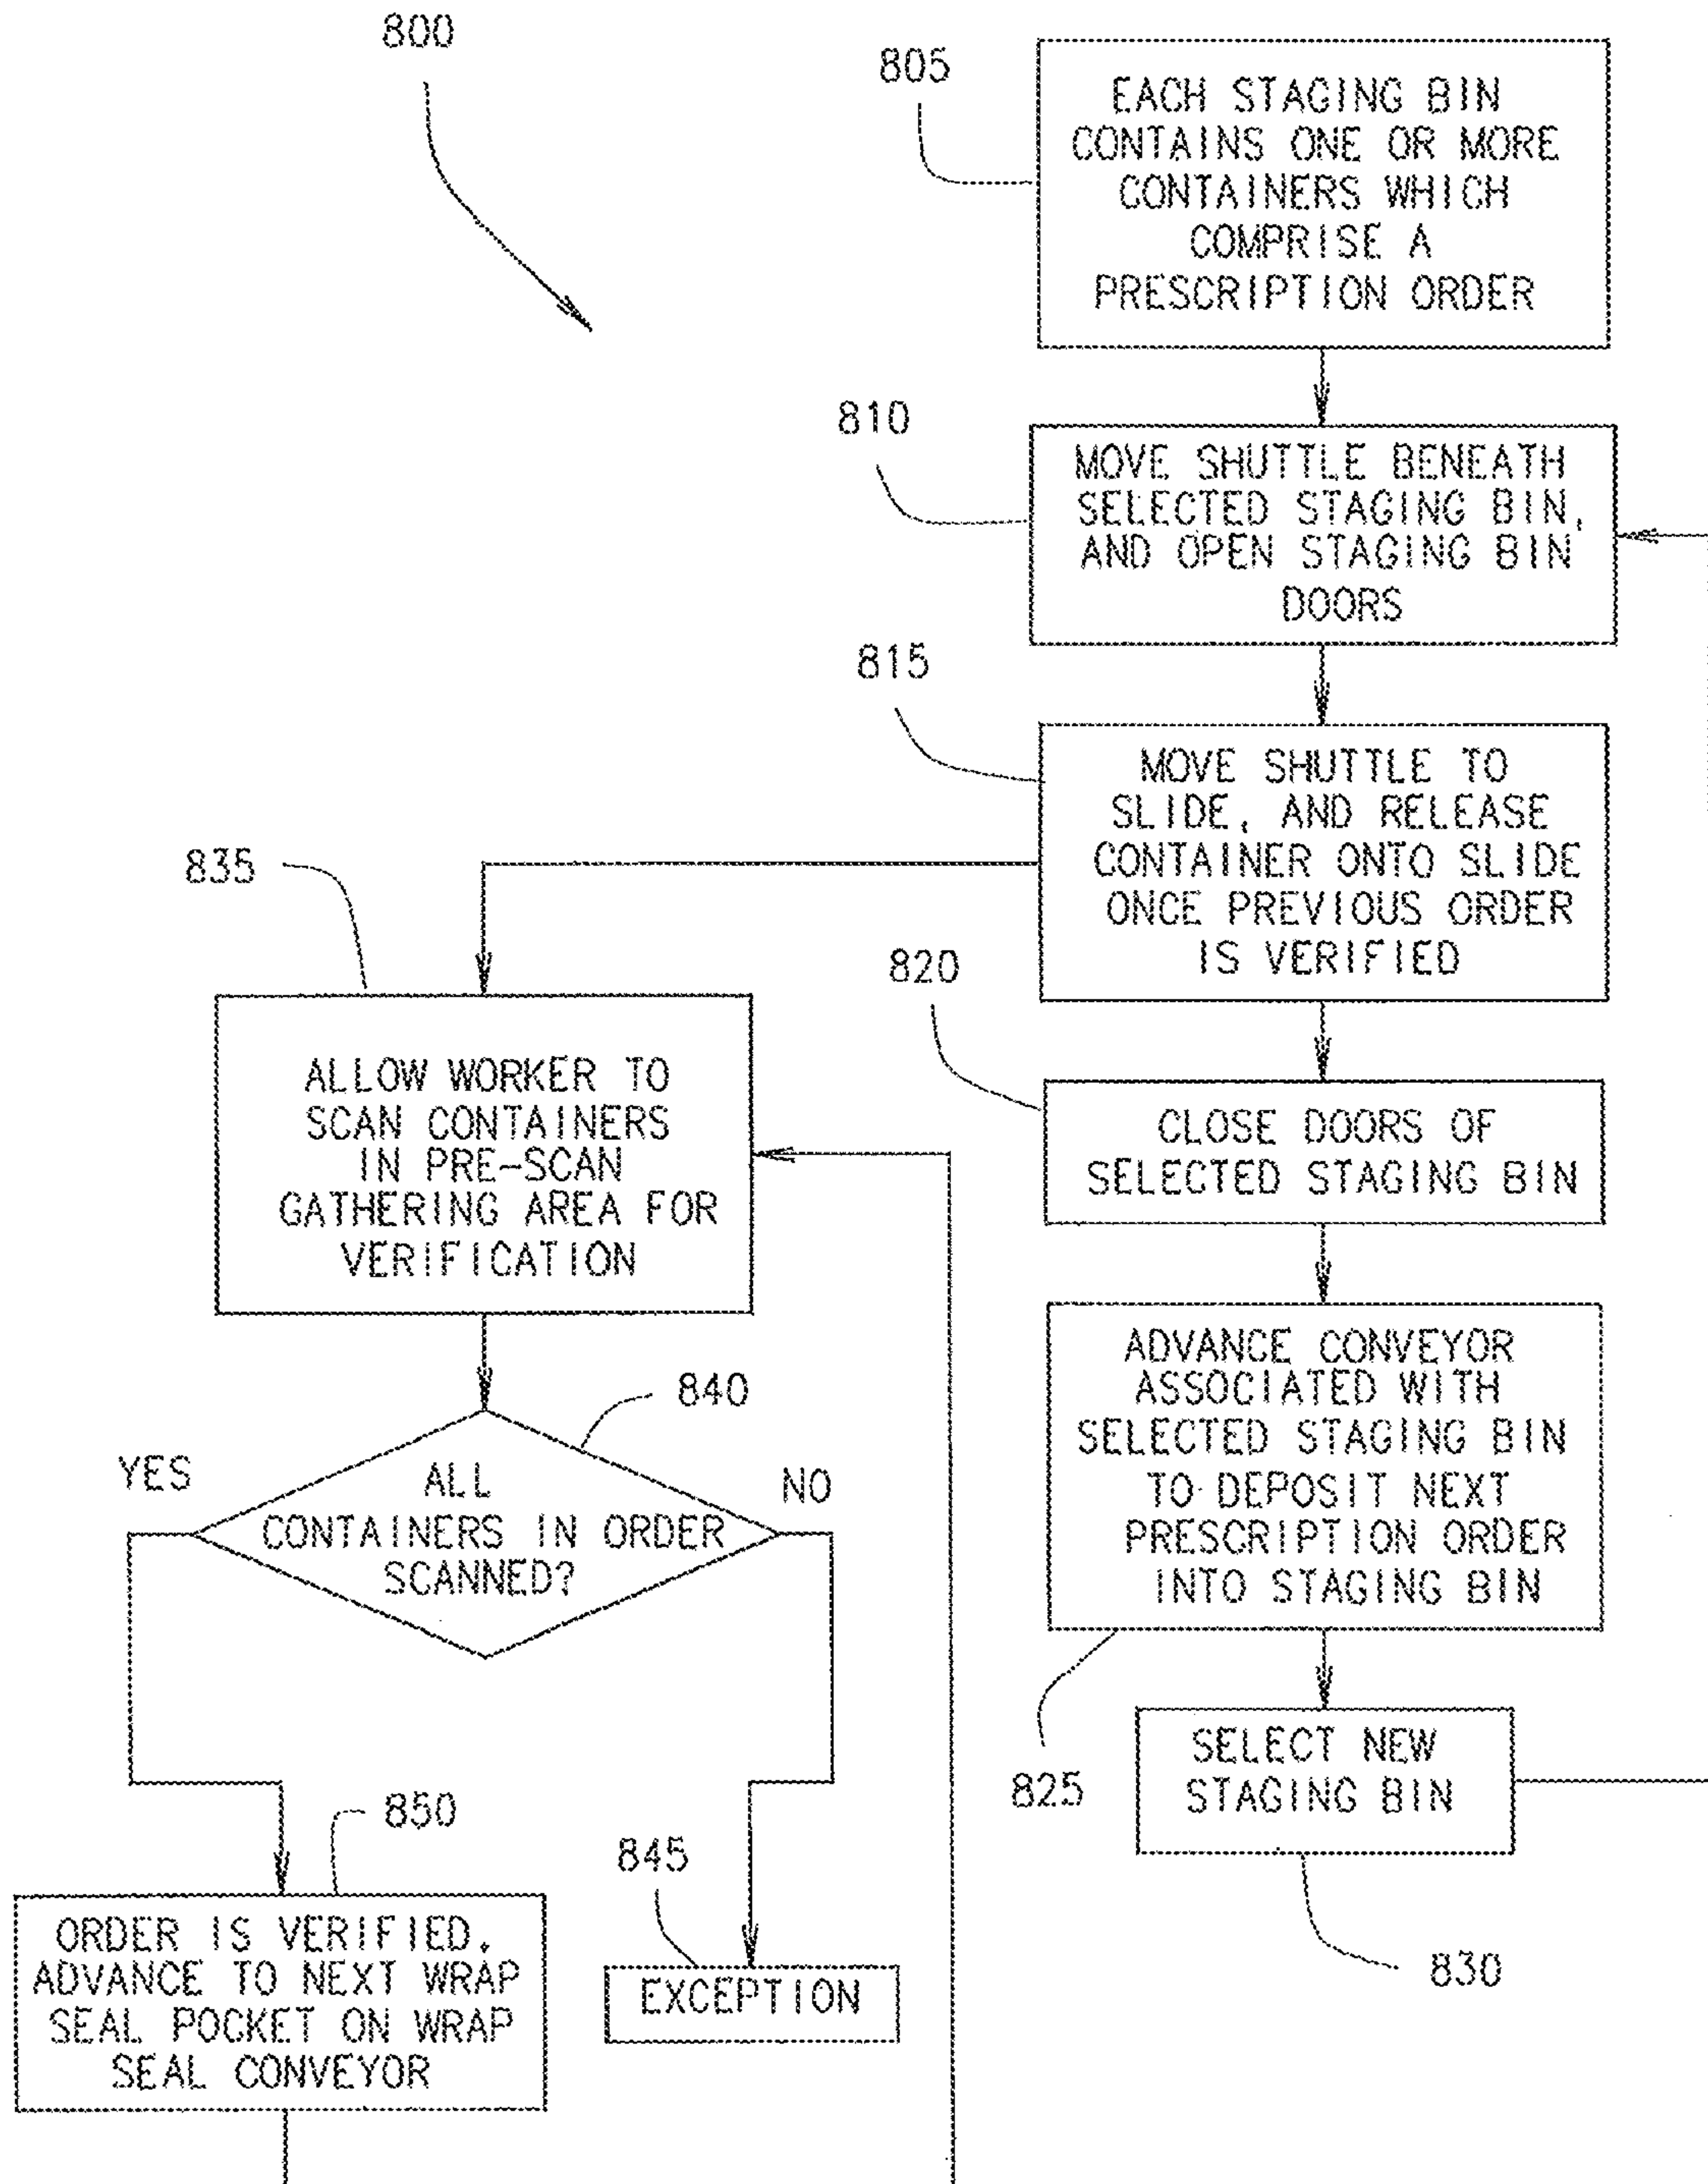 800
805
EACH STAGING BIN
CONTAINS ONE OR MORE
CONTAINERS WHICH
COMPRISE A
PRESCRIPTION ORDER
810
MOVE SHUTTLE BENEATH
SELECTED STAGING BIN,
AND OPEN STAGING BIN
DOORS
815
MOVE SHUTTLE TO
SLIDE, AND RELEASE
CONTAINER ONTO SLIDE
ONCE PREVIOUS ORDER
IS VERIFIED
820
CLOSE DOORS OF
SELECTED STAGING BIN
ADVANCE CONVEYOR
ASSOCIATED WITH
SELECTED STAGING BIN
TO DEPOSIT NEXT
PRESCRIPTION ORDER
INTO STAGING BIN
825
SELECT NEW
STAGING BIN
830
835
ALLOW WORKER TO
SCAN CONTAINERS
IN PRE-SCAN
GATHERING AREA FOR
VERIFICATION
840
YES
ALL
CONTAINERS IN ORDER
SCANNED?
NO
850
ORDER IS VERIFIED.
ADVANCE TO NEXT WRAP
SEAL POCKET ON WRAP
SEAL CONVEYOR
845
EXCEPTION